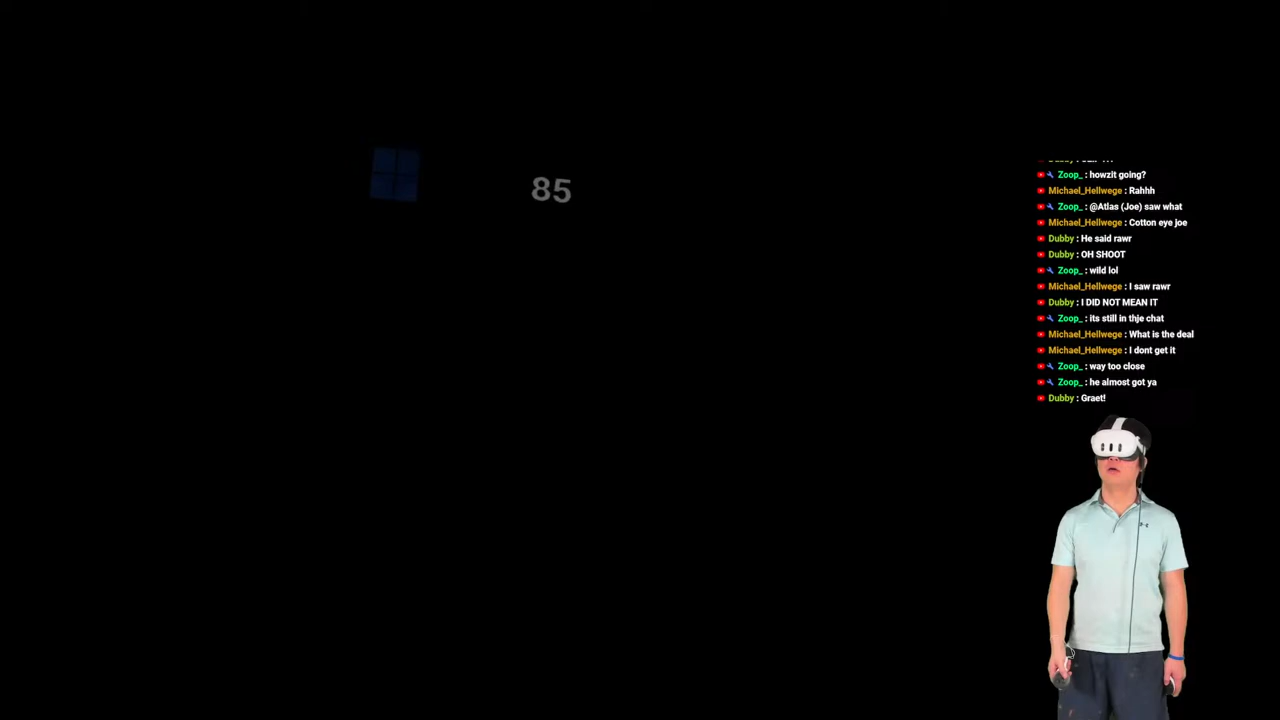 85
Zoop_ : howzit going?
Michael_Hellwege : Rahhh
Zoop_ : @Atlas (Joe) saw what
Michael_Hellwege : Cotton eye joe
Dubby : He said rawr
Dubby : OH SHOOT
Zoop_ : wild lol
Michael_Hellwege : I saw rawr
Dubby : I DID NOT MEAN IT
Zoop_ : its still in thje chat
Michael_Hellwege : What is the deal
Michael_Hellwege : I dont get it
Zoop_ : way too close
Zoop_ : he almost got ya
Dubby : Graet!